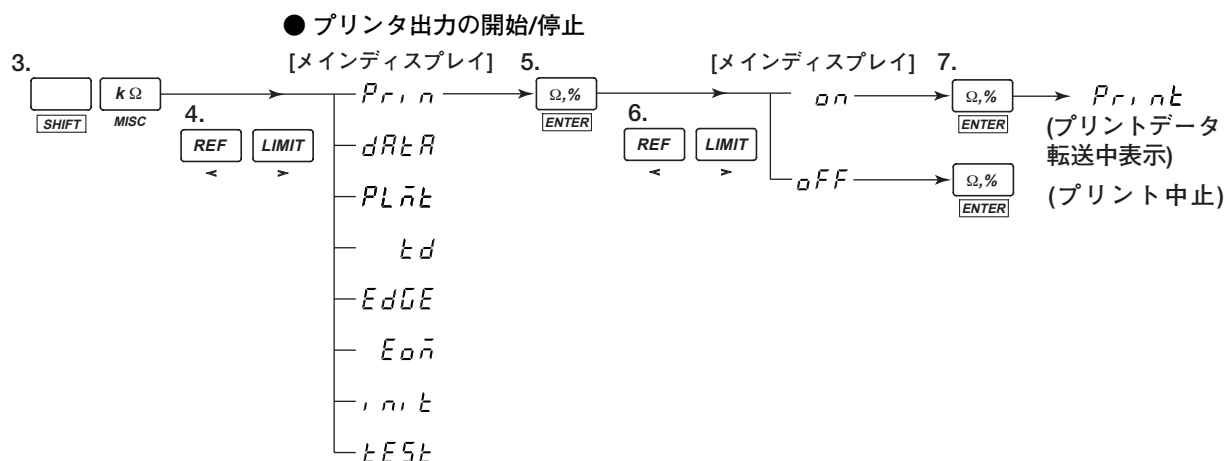 ● プリンタ出力の開始/停止
3.
SHIFT
k Ω
MISC
4.
REF
LIMIT
< >
[メインディスプレイ]
Prin
dAtA
PLmt
td
EdGE
Eom
init
tESt
5.
Ω,%
ENTER
6.
REF
LIMIT
< >
[メインディスプレイ]
on
oFF
7.
Ω,%
ENTER
Print
(プリントデータ
転送中表示)
Ω,%
ENTER
(プリント中止)